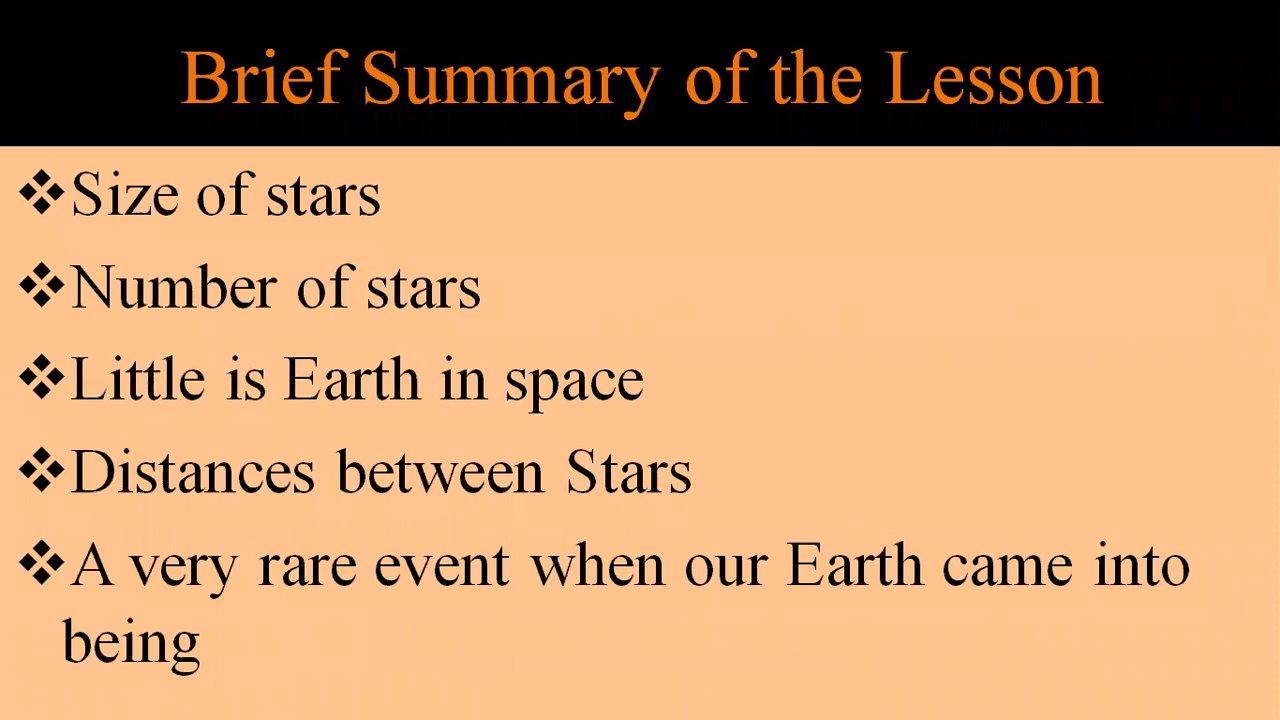 Brief Summary of the Lesson
❖Size of stars
❖Number of stars
❖Little is Earth in space
❖Distances between Stars
❖A very rare event when our Earth came into
being